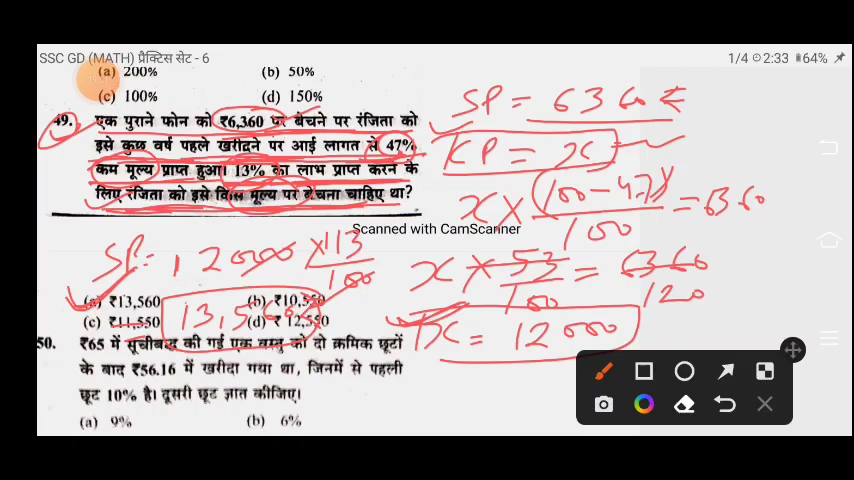 SSC GD (MATH) प्रैक्टिस सेट - 6
1/4 2:33 64%
(a) 200% (b) 50%
(c) 100% (d) 150%
49. एक पुराने फोन को ₹6,360 पर बेचने पर रंजिता को
इसे कुछ वर्ष पहले खरीदने पर आई लागत से 47%
कम मूल्य प्राप्त हुआ। 13% का लाभ प्राप्त करने के
लिए रंजिता को इसे किस मूल्य पर बेचना चाहिए था?
SP = 6360 ₹
= x
x × (100-47) / 100 = 6360
Scanned with CamScanner
SP = 12000 × 113 / 100
x × 53 / 100 = 6360 / 120
(a) ₹13,560 (b) ₹10,550
(c) ₹11,550 (d) ₹12,550
13,560
x = 12000
50. ₹65 में सूचीबद्ध की गई एक वस्तु को दो क्रमिक छूटों
के बाद ₹56.16 में खरीदा गया था, जिनमें से पहली
छूट 10% है। दूसरी छूट ज्ञात कीजिए।
(a) 9% (b) 6%